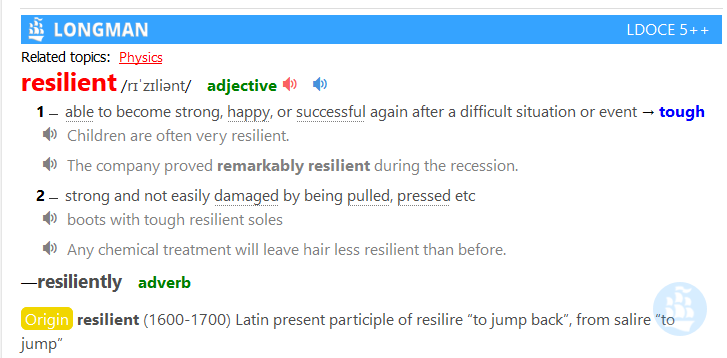 LONGMAN LDOCE 5++
Related topics: Physics
resilient /rɪˈzɪliənt/ adjective
1 – able to become strong, happy, or successful again after a difficult situation or event → tough
Children are often very resilient.
The company proved remarkably resilient during the recession.
2 – strong and not easily damaged by being pulled, pressed etc
boots with tough resilient soles
Any chemical treatment will leave hair less resilient than before.
—resiliently adverb
Origin resilient (1600-1700) Latin present participle of resilire “to jump back”, from salire “to
jump”